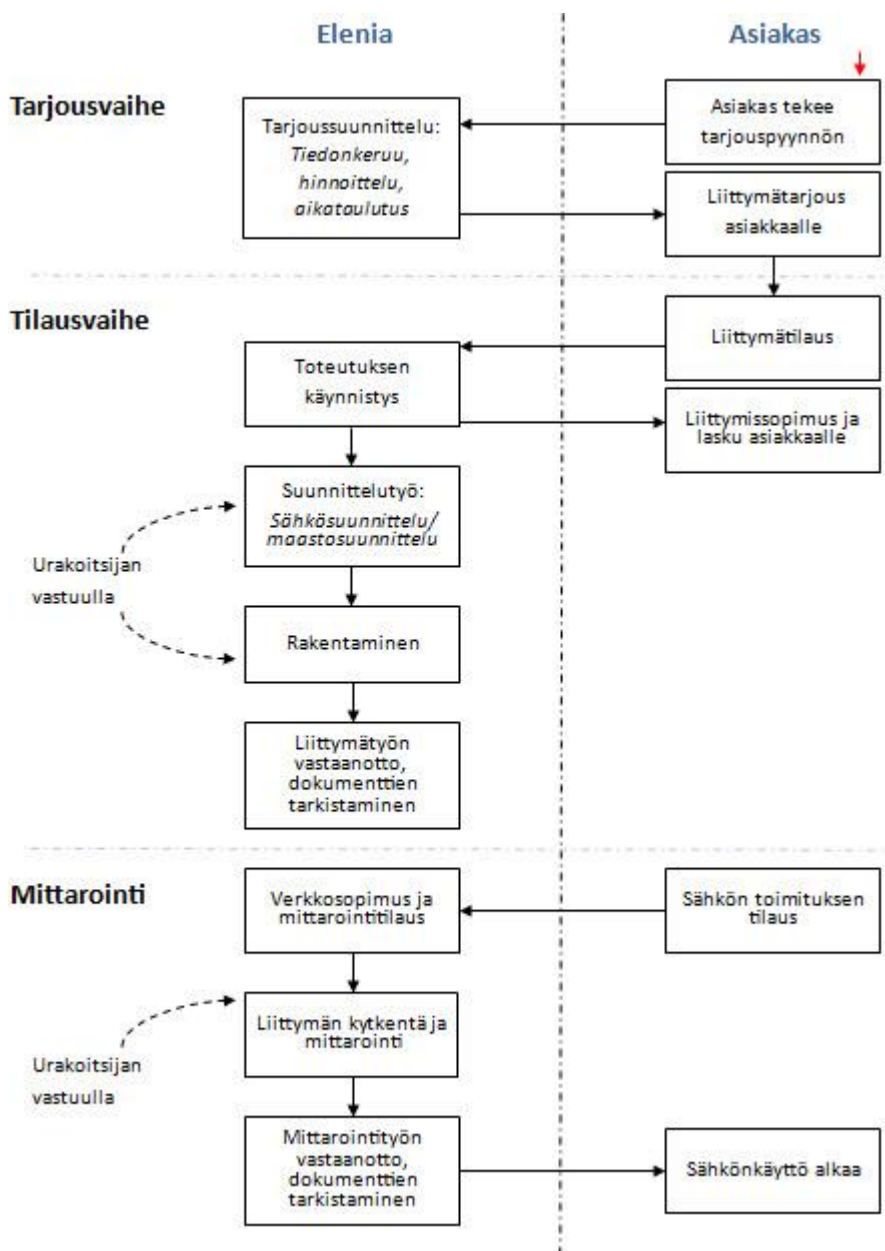 Elenia
Asiakas
Tarjousvaihe
Asiakas tekee
tarjouspyynnön
Tarjoussuunnittelu:
Tiedonkeruu,
hinnoittelu,
aikataulutus
Liittymätarjous
asiakkaalle
Tilausvaihe
Liittymätilaus
Toteutuksen
käynnistys
Liittymissopimus ja
lasku asiakkaalle
Suunnittelutyö:
Sähkösuunnittelu/
maastosuunnittelu
Urakoitsijan
vastuulla
Rakentaminen
Liittymätyön
vastaanotto,
dokumenttien
tarkistaminen
Mittarointi
Verkkosopimus ja
mittarointitilaus
Sähkön toimituksen
tilaus
Liittymän kytkentä ja
mittarointi
Urakoitsijan
vastuulla
Mittarointityön
vastaanotto,
dokumenttien
tarkistaminen
Sähkönkäyttö alkaa